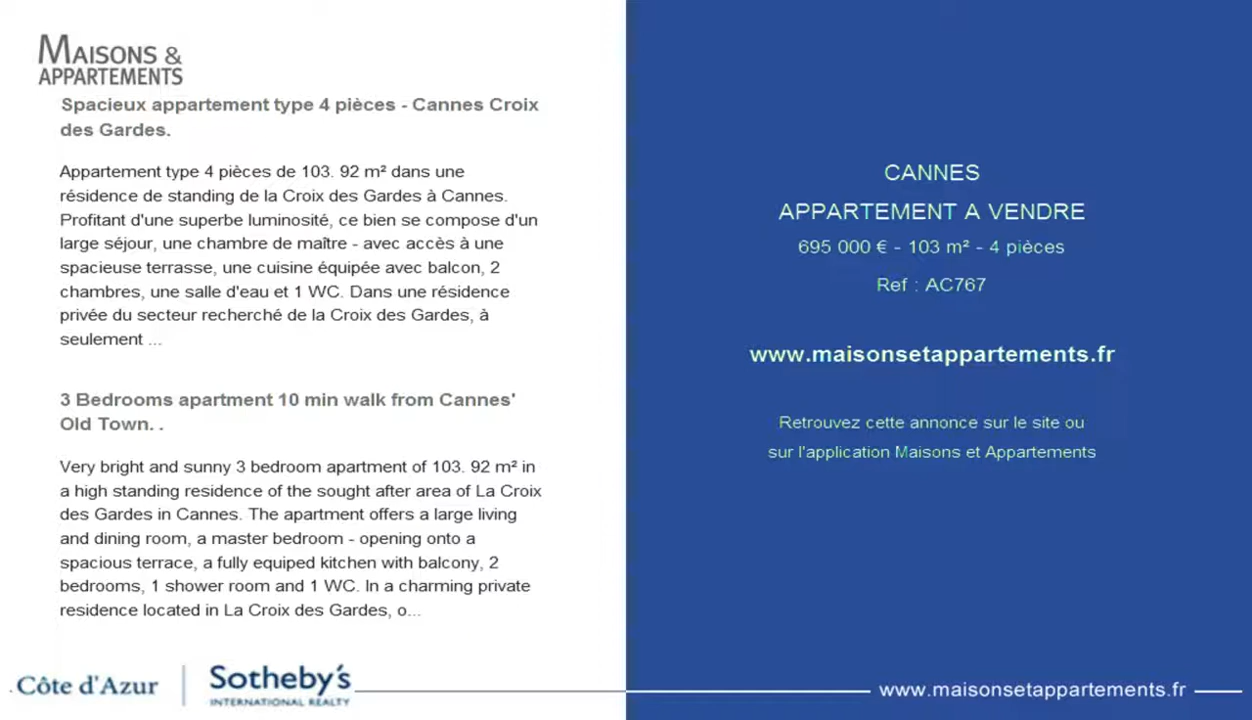 MAISONS &
APPARTEMENTS
Spacieux appartement type 4 pièces - Cannes Croix
des Gardes.
Appartement type 4 pièces de 103. 92 m² dans une
résidence de standing de la Croix des Gardes à Cannes.
Profitant d'une superbe luminosité, ce bien se compose d'un
large séjour, une chambre de maître - avec accès à une
spacieuse terrasse, une cuisine équipée avec balcon, 2
chambres, une salle d'eau et 1 WC. Dans une résidence
privée du secteur recherché de la Croix des Gardes, à
seulement ...
3 Bedrooms apartment 10 min walk from Cannes'
Old Town. .
Very bright and sunny 3 bedroom apartment of 103. 92 m² in
a high standing residence of the sought after area of La Croix
des Gardes in Cannes. The apartment offers a large living
and dining room, a master bedroom - opening onto a
spacious terrace, a fully equiped kitchen with balcony, 2
bedrooms, 1 shower room and 1 WC. In a charming private
residence located in La Croix des Gardes, o...
Côte d'Azur
Sotheby's
INTERNATIONAL REALTY
CANNES
APPARTEMENT A VENDRE
695 000 € - 103 m² - 4 pièces
Ref : AC767
www.maisonsetappartements.fr
Retrouvez cette annonce sur le site ou
sur l'application Maisons et Appartements
www.maisonsetappartements.fr